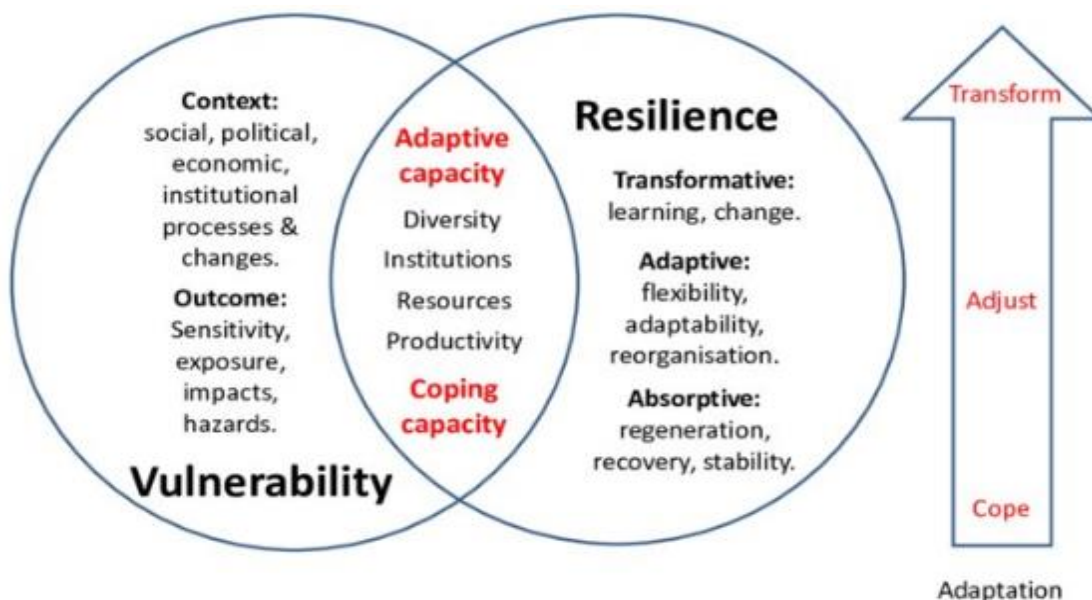 Context:
social, political,
economic,
institutional
processes &
changes.
Outcome:
Sensitivity,
exposure,
impacts,
hazards.
Vulnerability
Adaptive
capacity
Diversity
Institutions
Resources
Productivity
Coping
capacity
Resilience
Transformative:
learning, change.
Adaptive:
flexibility,
adaptability,
reorganisation.
Absorptive:
regeneration,
recovery, stability.
Transform
Adjust
Cope
Adaptation